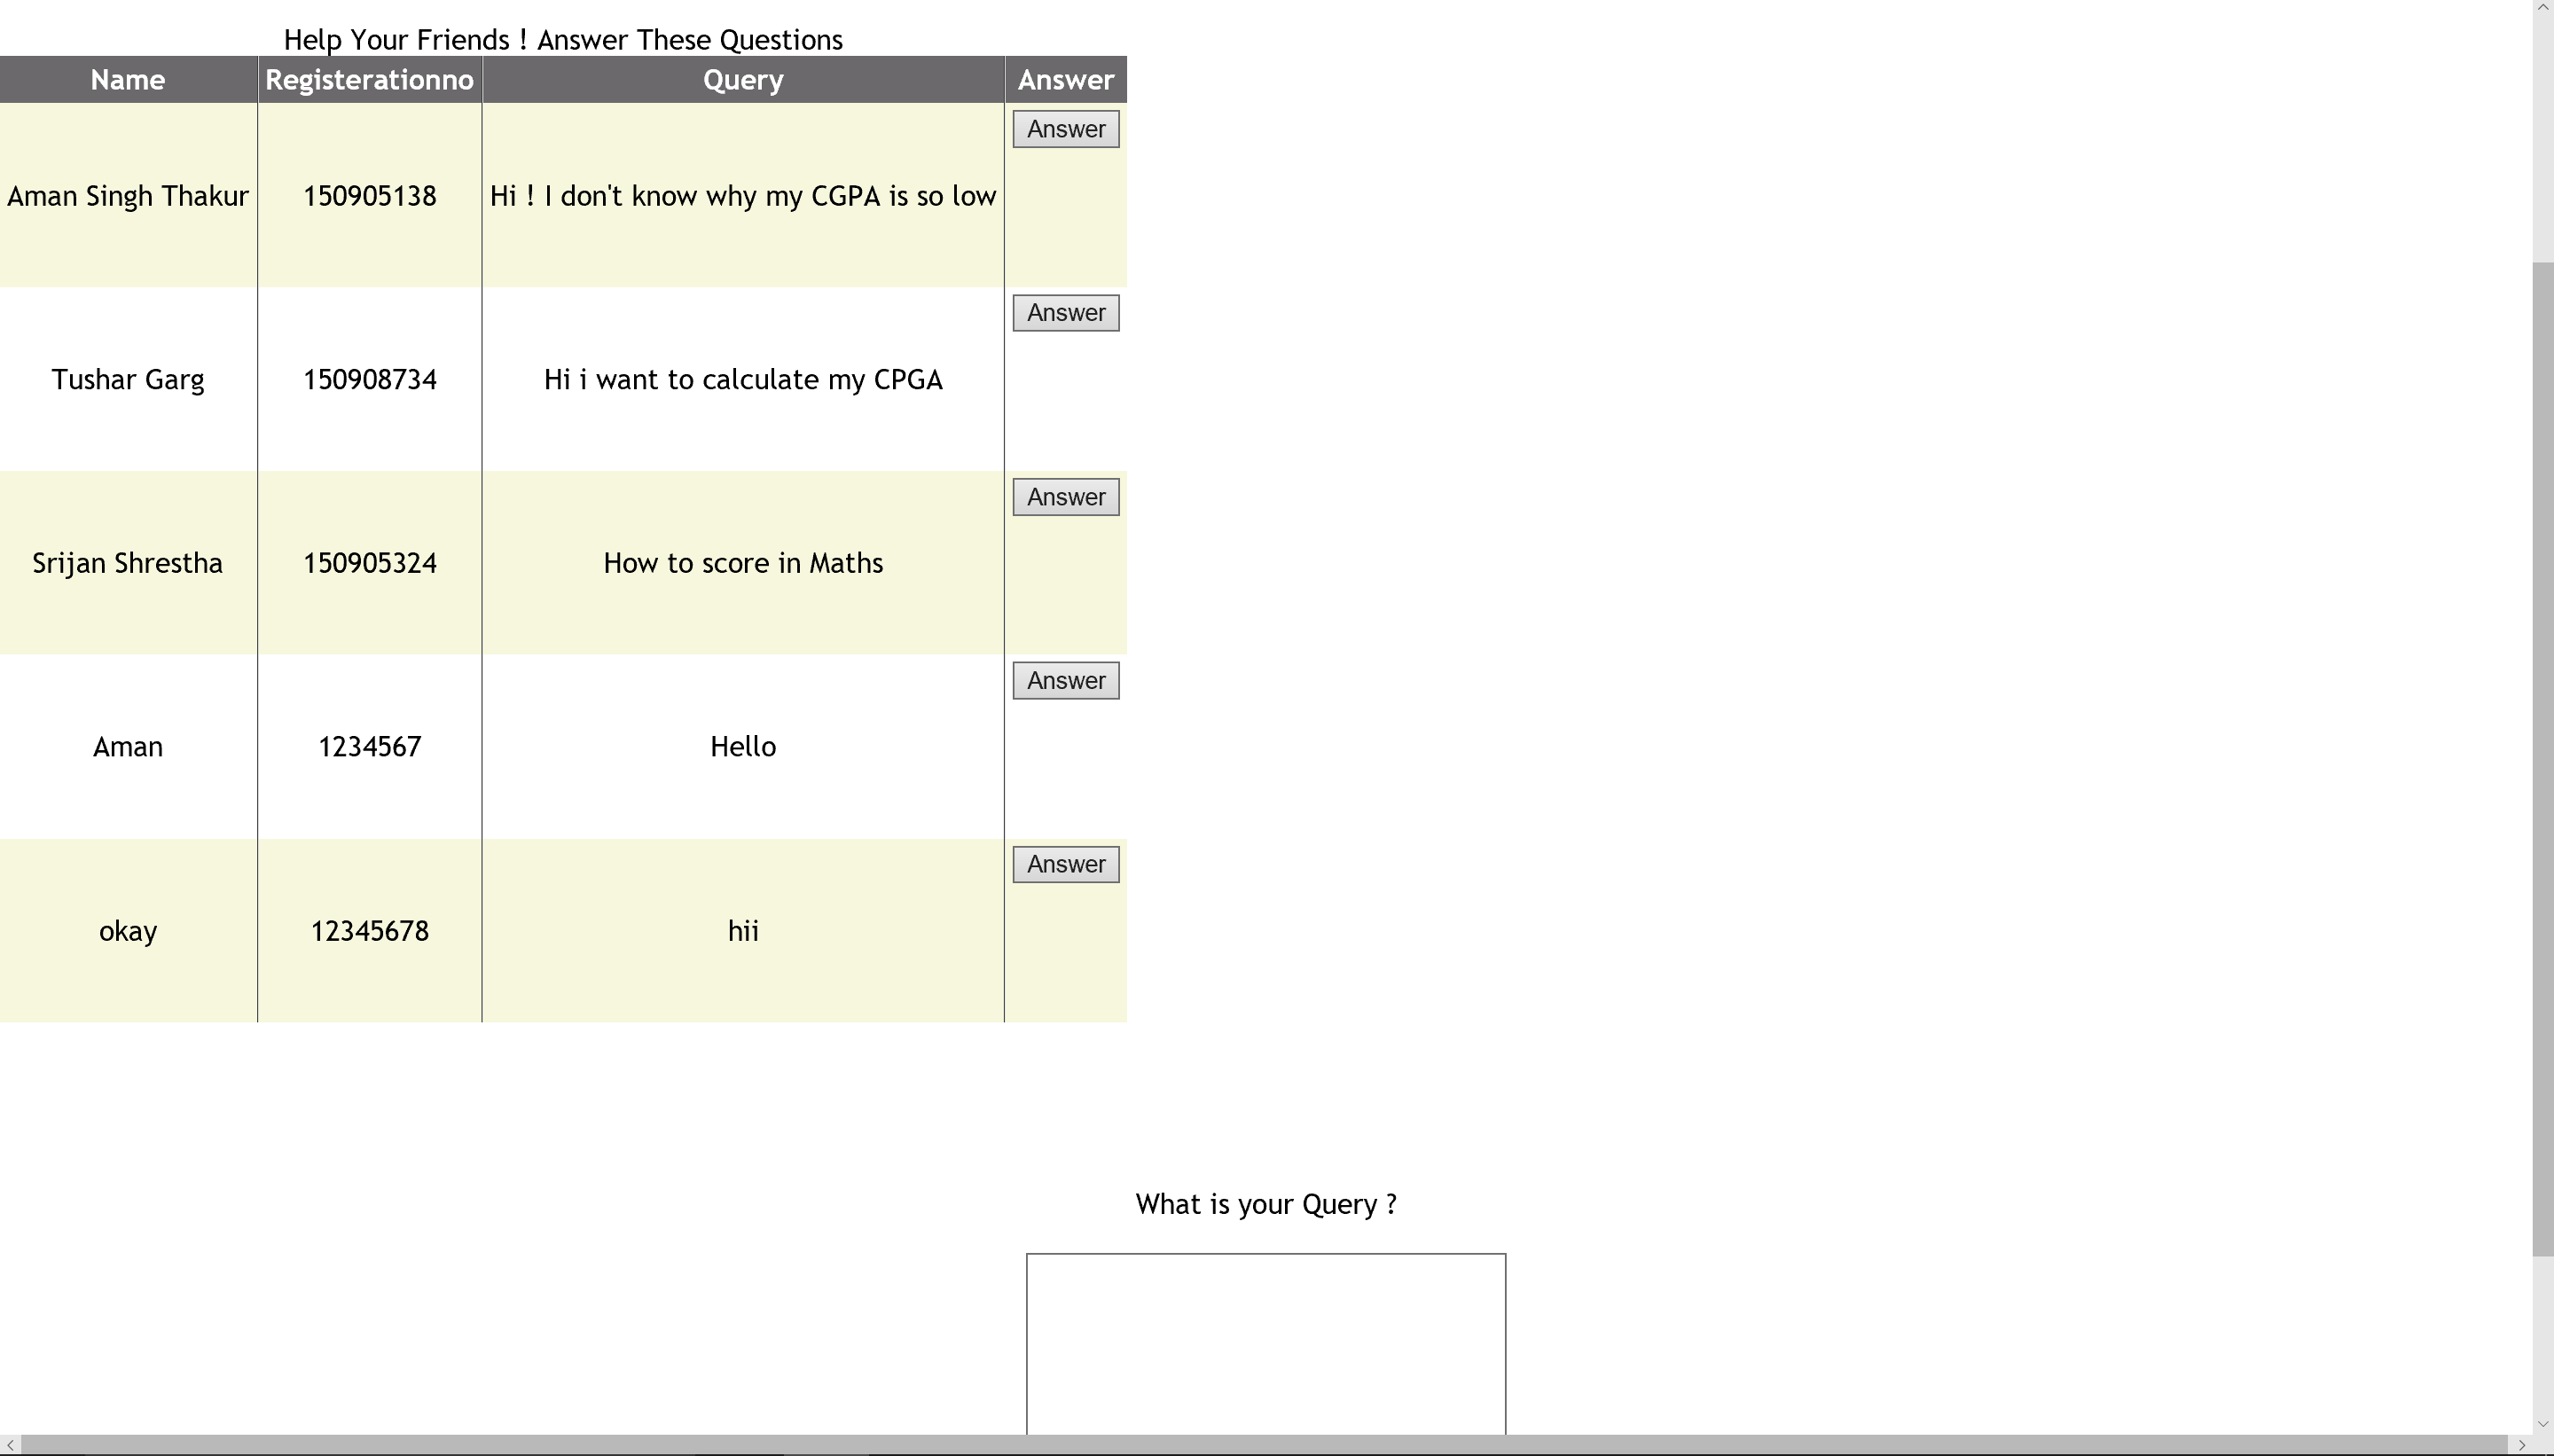 Help Your Friends ! Answer These Questions
Name Registerationno Query Answer
Answer
Aman Singh Thakur 150905138 Hi ! I don't know why my CGPA is so low
Answer
Tushar Garg 150908734 Hi i want to calculate my CPGA
Answer
Srijan Shrestha 150905324 How to score in Maths
Answer
Aman 1234567 Hello
Answer
okay 12345678 hii
What is your Query ?